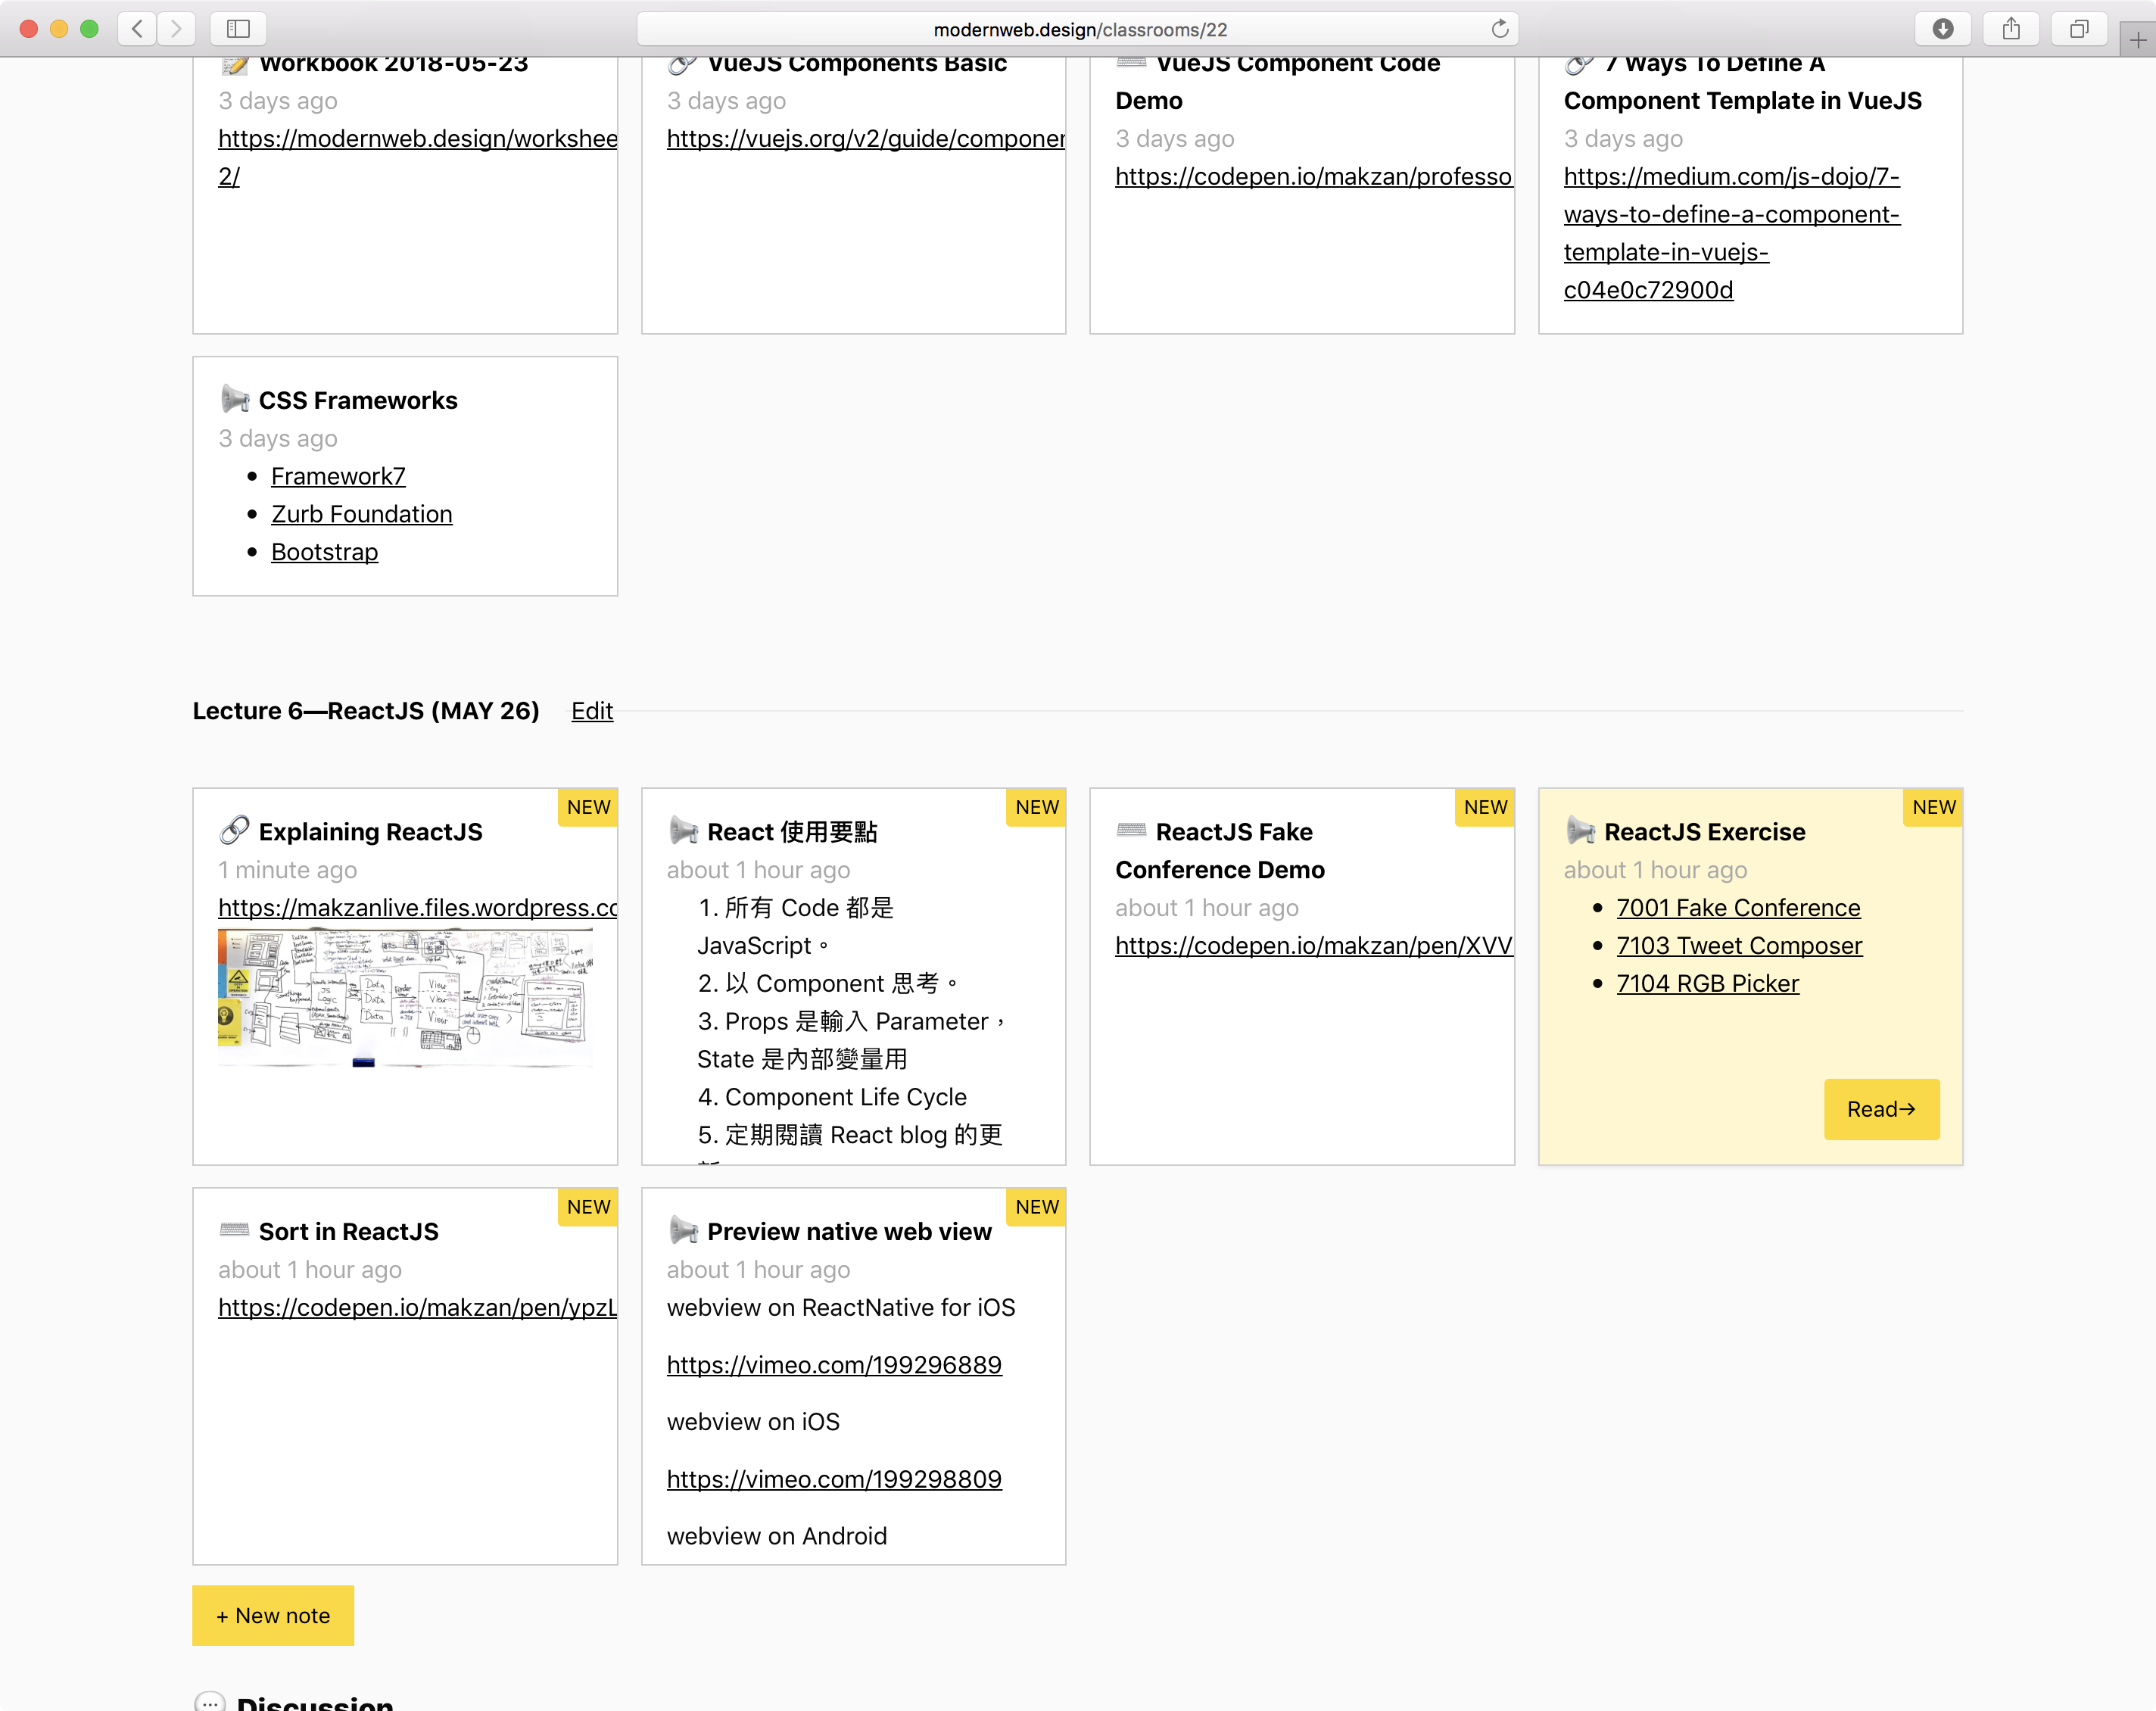 modernweb.design/classrooms/22
Workbook 2018-05-23
3 days ago
https://modernweb.design/workshee
2/
VueJS Components Basic
3 days ago
https://vuejs.org/v2/guide/componen
VueJS Component Code
Demo
3 days ago
https://codepen.io/makzan/professo
7 Ways To Define A
Component Template in VueJS
3 days ago
https://medium.com/js-dojo/7-
ways-to-define-a-component-
template-in-vuejs-
c04e0c72900d
CSS Frameworks
3 days ago
Framework7
Zurb Foundation
Bootstrap
Lecture 6—ReactJS (MAY 26) Edit
NEW
Explaining ReactJS
1 minute ago
https://makzanlive.files.wordpress.co
JS
Logic
Data
Data
Data
Render
View
View
View
NEW
React 使用要點
about 1 hour ago
1. 所有 Code 都是
JavaScript。
2. 以 Component 思考。
3. Props 是輸入 Parameter，
State 是內部變量用
4. Component Life Cycle
5. 定期閱讀 React blog 的更
NEW
ReactJS Fake
Conference Demo
about 1 hour ago
https://codepen.io/makzan/pen/XVV
NEW
ReactJS Exercise
about 1 hour ago
7001 Fake Conference
7103 Tweet Composer
7104 RGB Picker
Read→
NEW
Sort in ReactJS
about 1 hour ago
https://codepen.io/makzan/pen/ypzL
NEW
Preview native web view
about 1 hour ago
webview on ReactNative for iOS
https://vimeo.com/199296889
webview on iOS
https://vimeo.com/199298809
webview on Android
+ New note
Discussion